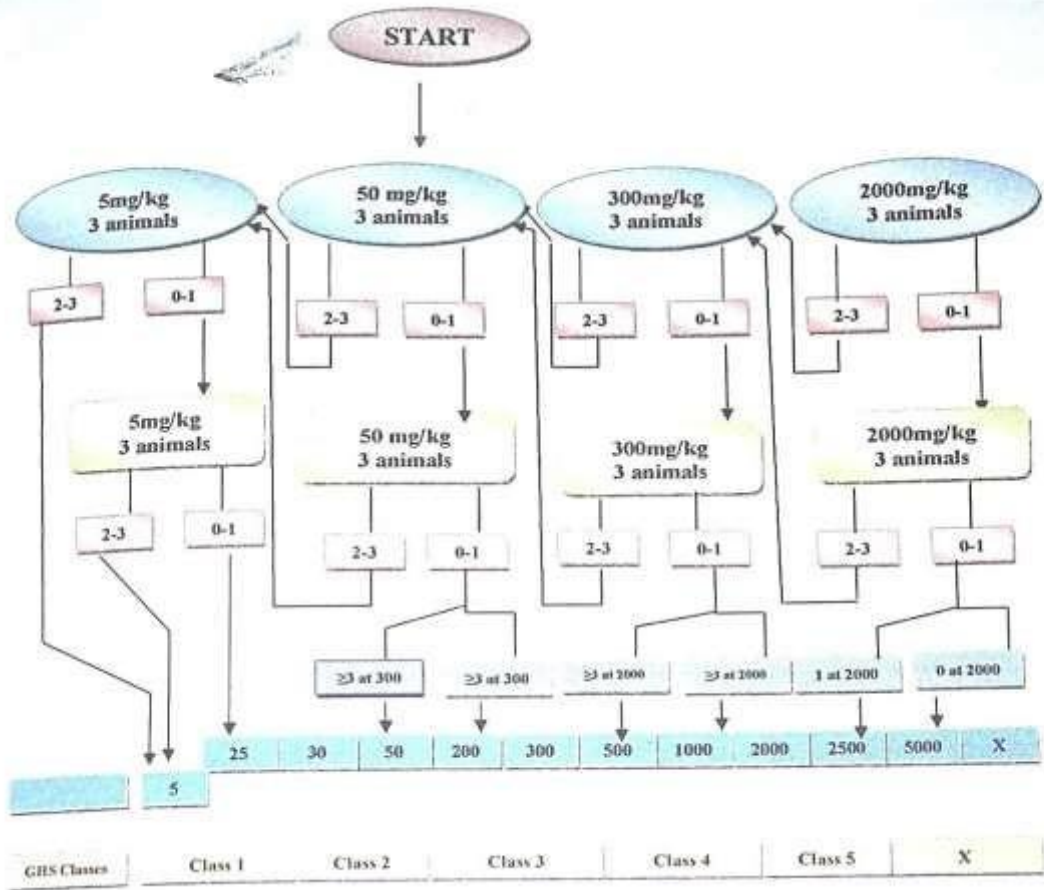 START
5mg/kg
3 animals
50 mg/kg
3 animals
300mg/kg
3 animals
2000mg/kg
3 animals
2-3
0-1
2-3
0-1
2-3
0-1
2-3
0-1
5mg/kg
3 animals
50 mg/kg
3 animals
300mg/kg
3 animals
2000mg/kg
3 animals
2-3
0-1
2-3
0-1
2-3
0-1
2-3
0-1
≥3 at 300
≥3 at 300
≥3 at 2000
≥3 at 2000
1 at 2000
0 at 2000
25 30 50 200 300 500 1000 2000 2500 5000 X
5
GHS Classes Class 1 Class 2 Class 3 Class 4 Class 5 X